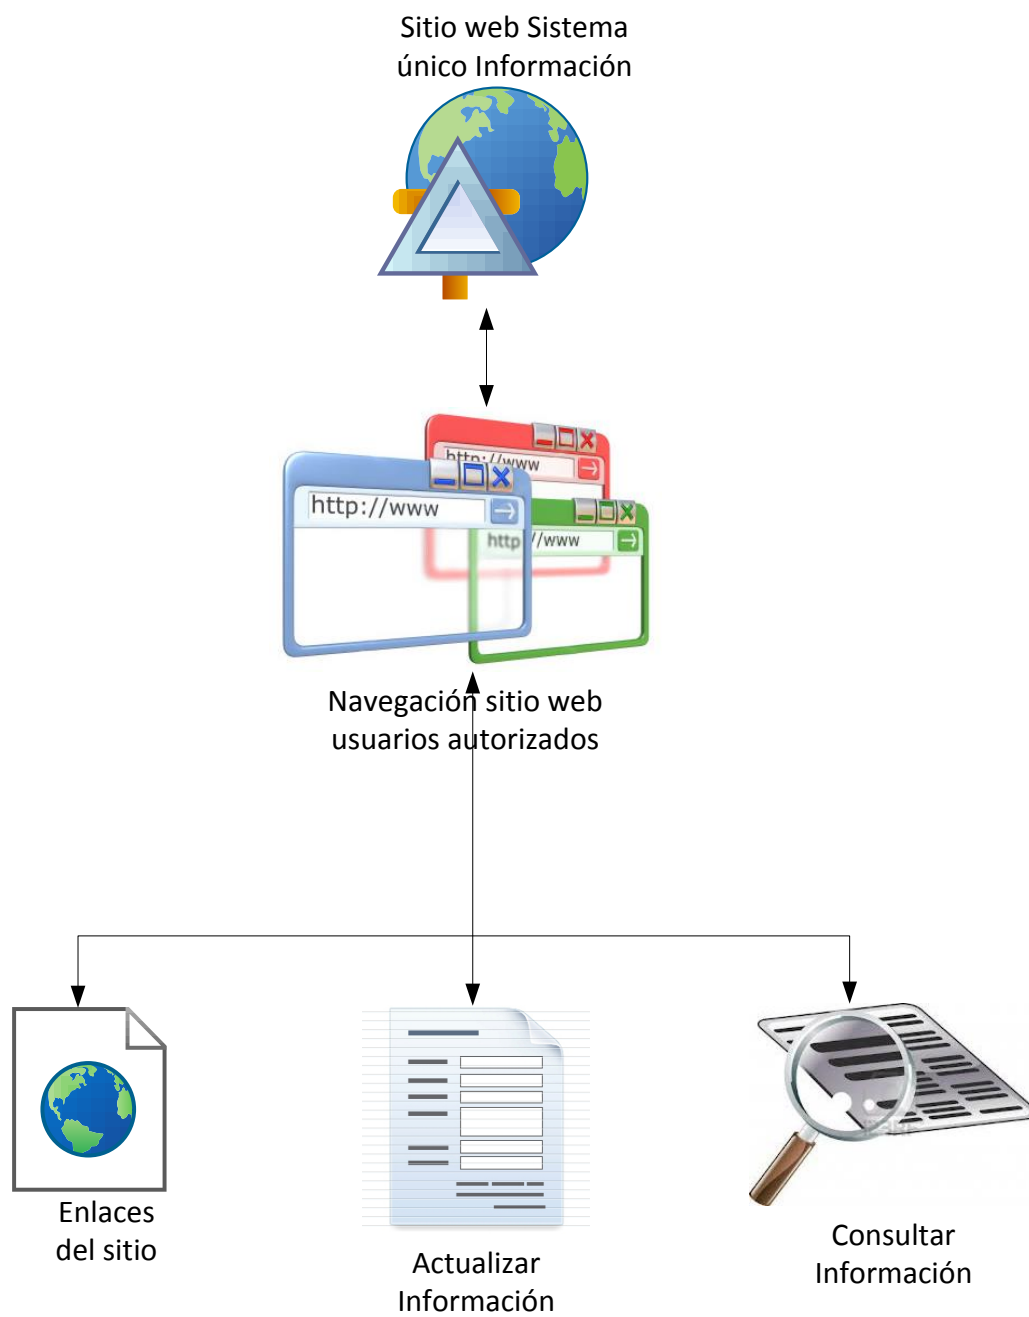 Sitio web Sistema
único Información
http://www
http://www
http://www
Navegación sitio web
usuarios autorizados
Enlaces
del sitio
Actualizar
Información
Consultar
Información